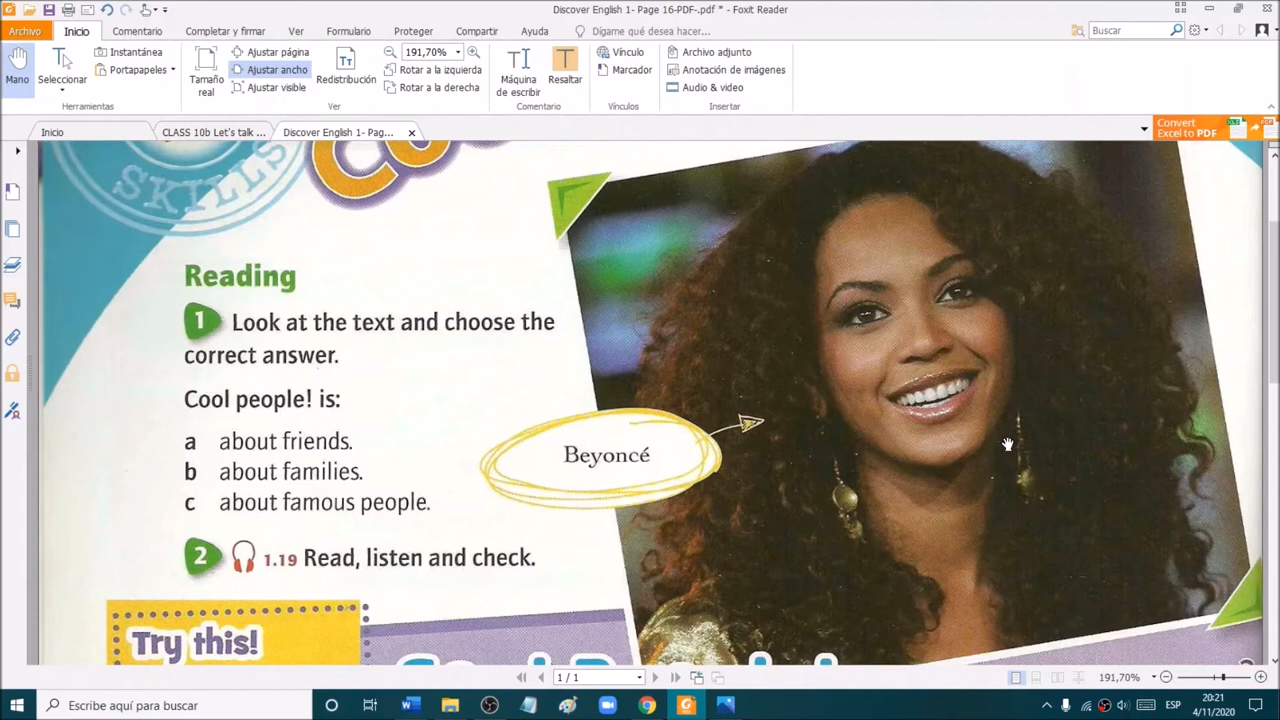 Discover English 1- Page 16-PDF-.pdf * - Foxit Reader
Archivo Inicio Comentario Completar y firmar Ver Formulario Proteger Compartir Ayuda Dígame qué desea hacer... Buscar
Mano
Seleccionar
Instantánea
Portapapeles
Herramientas
Tamaño real
Ajustar página
Ajustar ancho
Ajustar visible
Redistribución
191,70%
Rotar a la izquierda
Rotar a la derecha
Ver
Máquina de escribir
Resaltar
Comentario
Vínculo
Marcador
Vínculos
Archivo adjunto
Anotación de imágenes
Audio & video
Insertar
Inicio CLASS 10b Let's talk ... Discover English 1- Pag...
Convert
Excel to PDF
SKILLS
Reading
1 Look at the text and choose the
correct answer.
Cool people! is:
a about friends.
b about families.
c about famous people.
Beyoncé
2 1.19 Read, listen and check.
Try this!
1 / 1
191,70%
Escribe aquí para buscar
ESP
20:21
4/11/2020